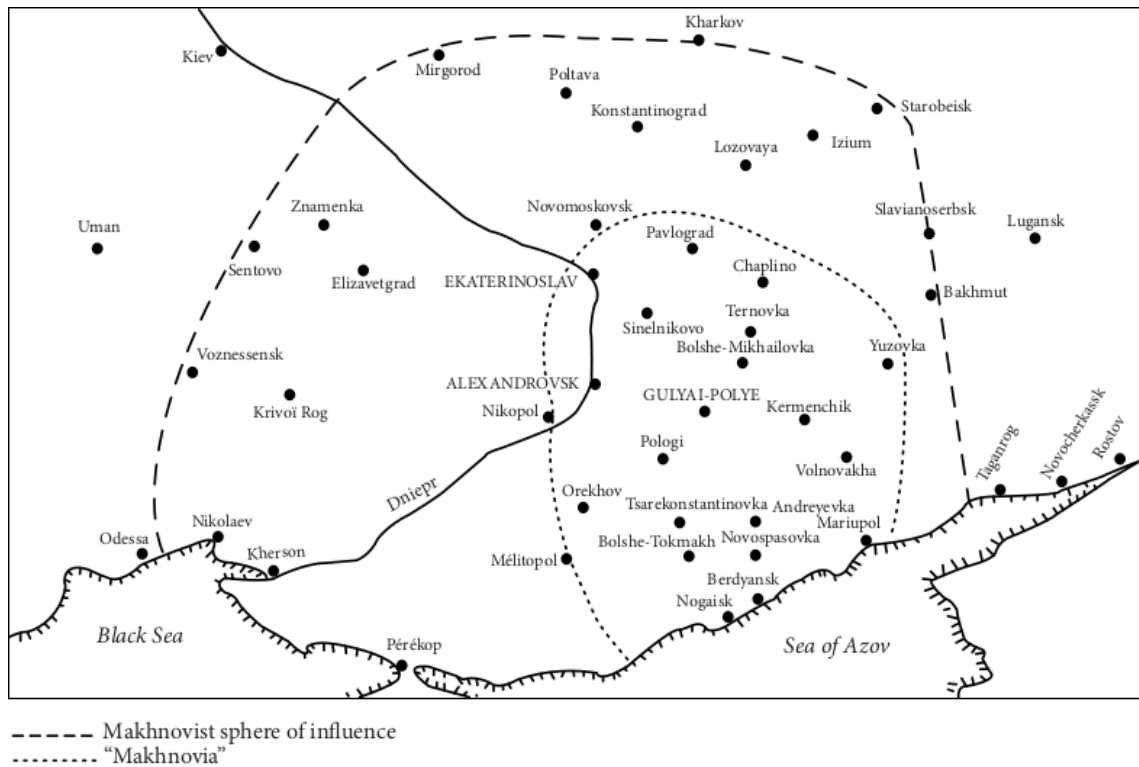 Kharkov
Kiev
Mirgorod
Poltava
Konstantinograd
Starobeisk
Izium
Lozovaya
Znamenka
Novomoskovsk
Slavianoserbsk
Lugansk
Uman
Pavlograd
Sentovo
Chaplino
Elizavetgrad
EKATERINOSLAV
Bakhmut
Ternovka
Sinelnikovo
Bolshe-Mikhailovka
Yuzovka
Voznessensk
ALEXANDROVSK
GULYAI-POLYE
Krivoï Rog
Nikopol
Kermenchik
Pologi
Volnovakha
Taganrog
Novocherkassk
Rostov
Dniepr
Orekhov
Tsarekonstantinovka
Andreyevka
Nikolaev
Mariupol
Odessa
Kherson
Bolshe-Tokmakh
Novospasovka
Mélitopol
Berdyansk
Nogaisk
Black Sea
Pérékop
Sea of Azov
Makhnovist sphere of influence
“Makhnovia”